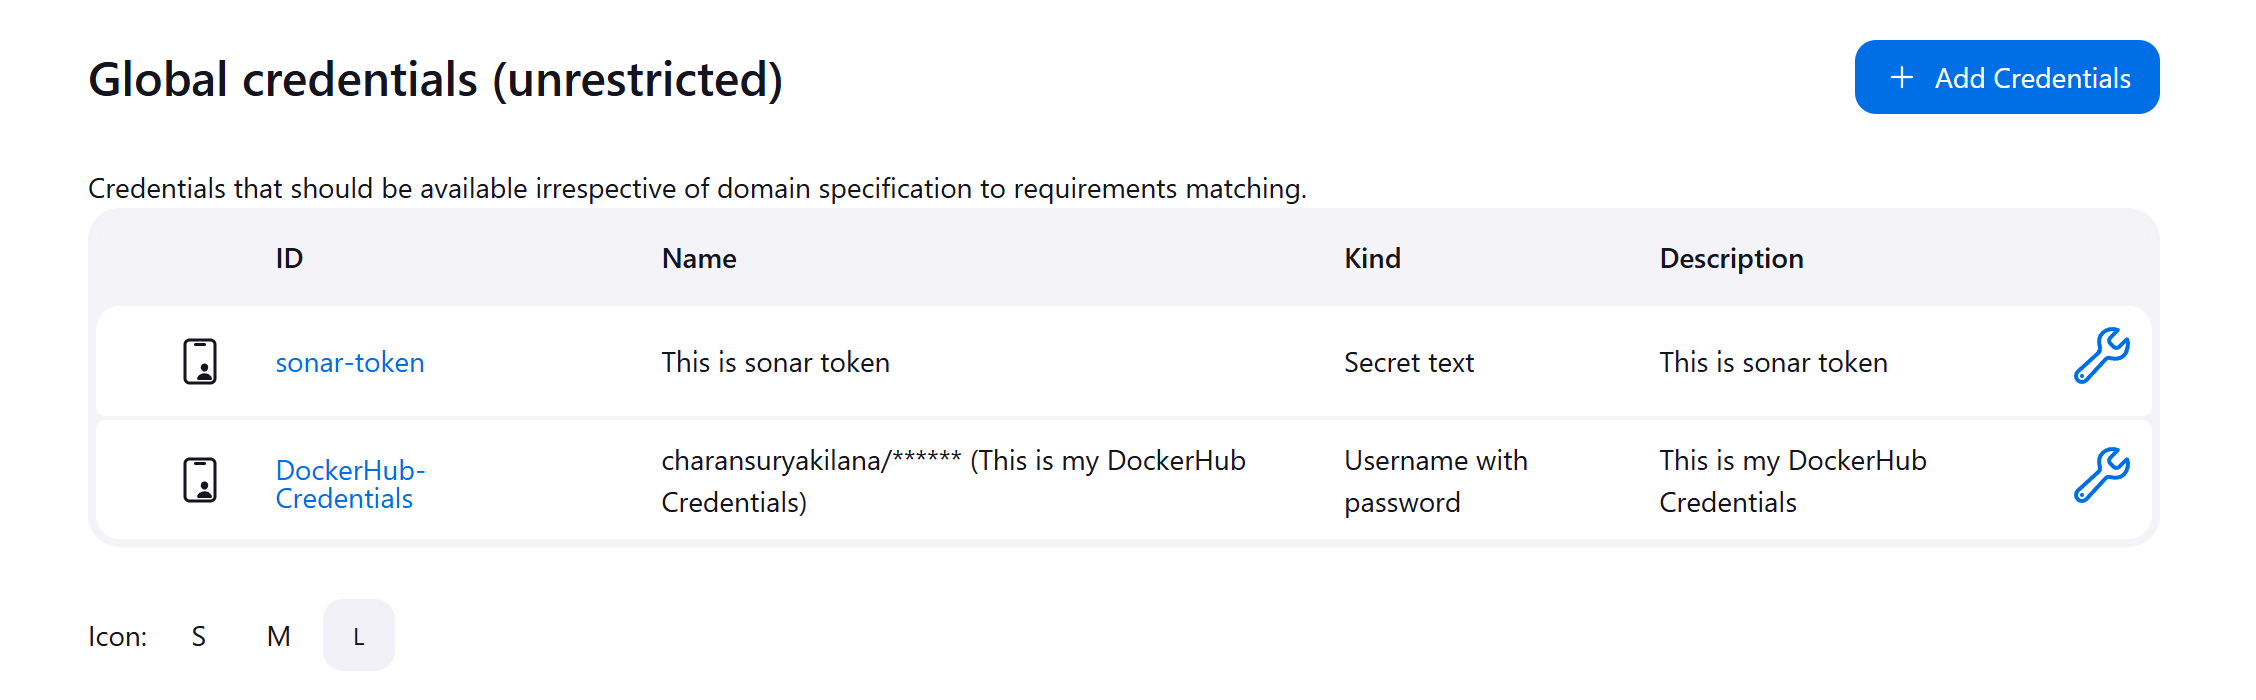 Global credentials (unrestricted)
+ Add Credentials
Credentials that should be available irrespective of domain specification to requirements matching.
ID Name Kind Description
sonar-token This is sonar token Secret text This is sonar token
DockerHub-Credentials charansuryakilana/****** (This is my DockerHub Credentials) Username with password This is my DockerHub Credentials
Icon: S M L